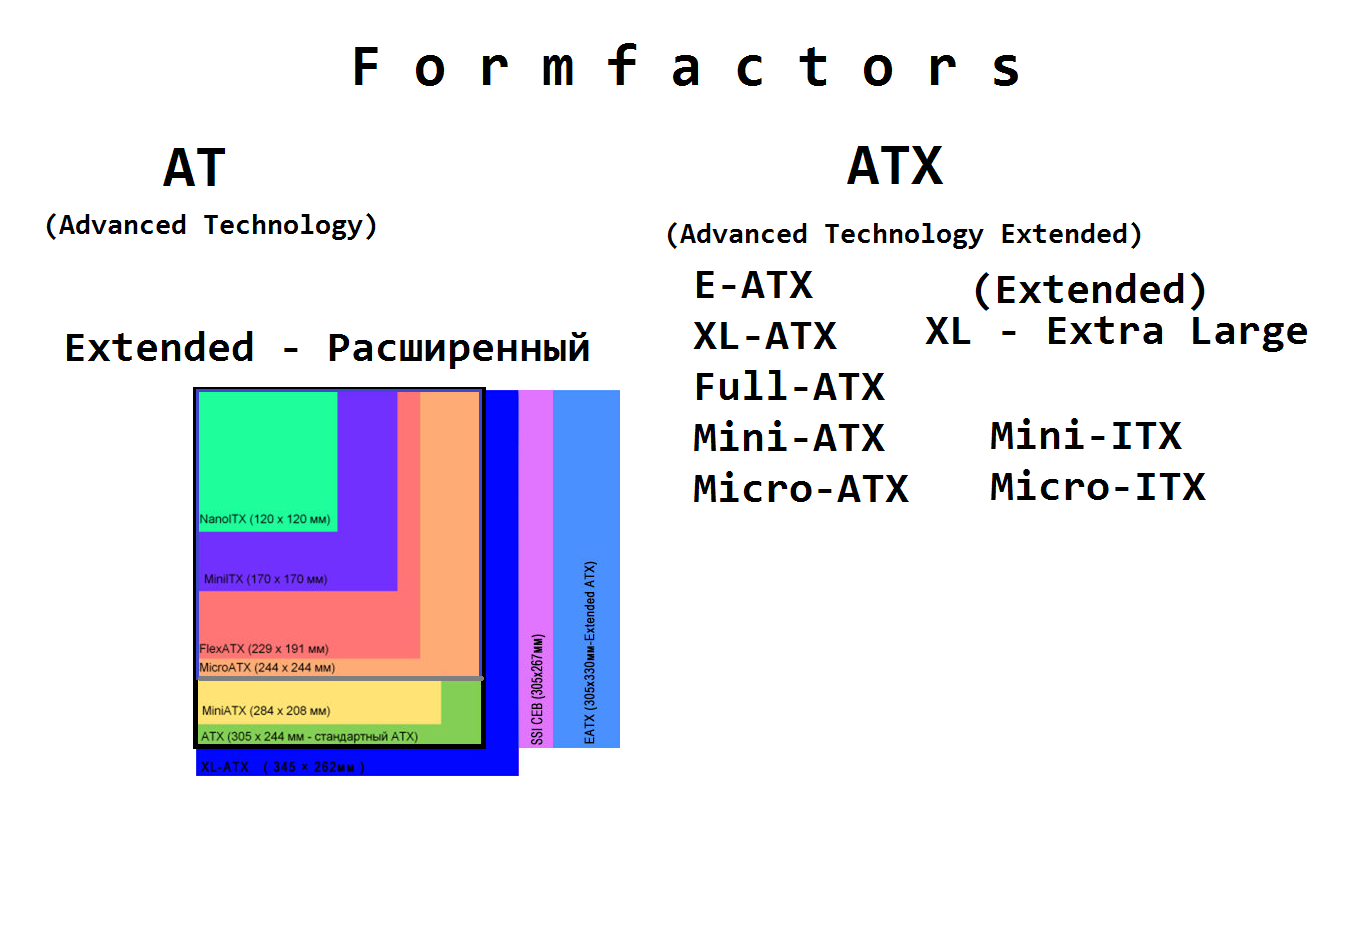 Formfactors
AT
(Advanced Technology)
Extended - Расширенный
NanoITX (120 x 120 мм)
MiniITX (170 x 170 мм)
FlexATX (229 x 191 мм)
MicroATX (244 x 244 мм)
MiniATX (284 x 208 мм)
ATX (305 x 244 мм - стандартный ATX)
XL-ATX ( 345 × 262мм )
SSI CEB (305x267мм)
EATX (305x330мм-Extended ATX)
ATX
(Advanced Technology Extended)
E-ATX (Extended)
XL-ATX XL - Extra Large
Full-ATX
Mini-ATX Mini-ITX
Micro-ATX Micro-ITX